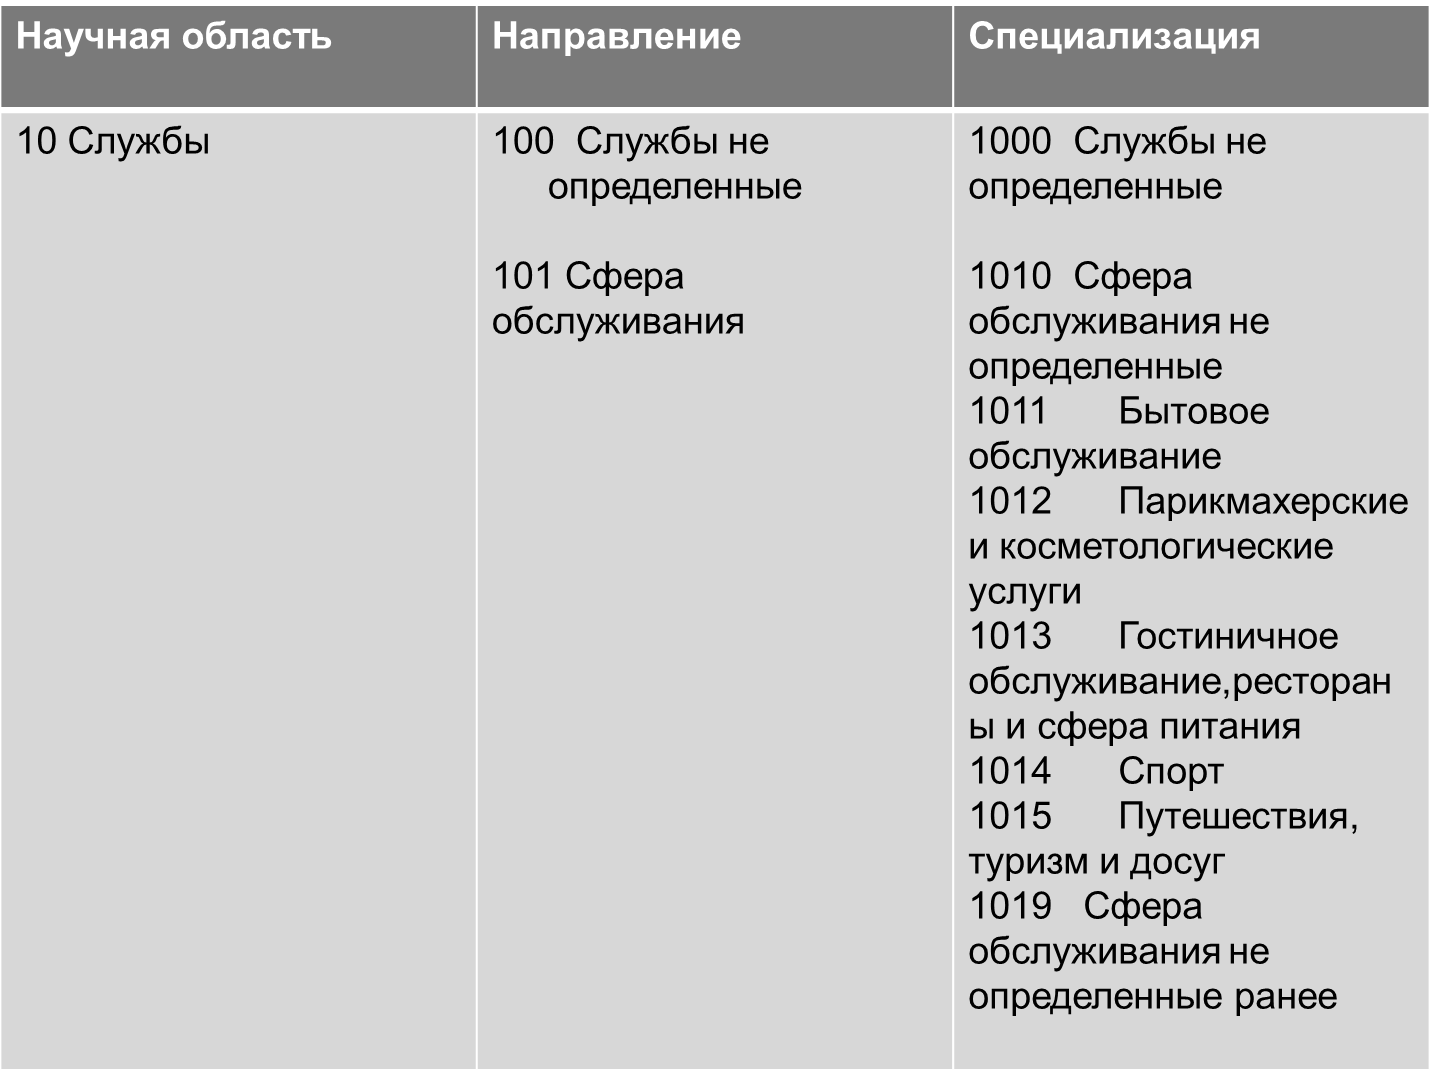 Научная область
Направление
Специализация
10 Службы
100 Службы не
определенные
101 Сфера
обслуживания
1000 Службы не
определенные
1010 Сфера
обслуживания не
определенные
1011 Бытовое
обслуживание
1012 Парикмахерские
и косметологические
услуги
1013 Гостиничное
обслуживание,ресторан
ы и сфера питания
1014 Спорт
1015 Путешествия,
туризм и досуг
1019 Сфера
обслуживания не
определенные ранее